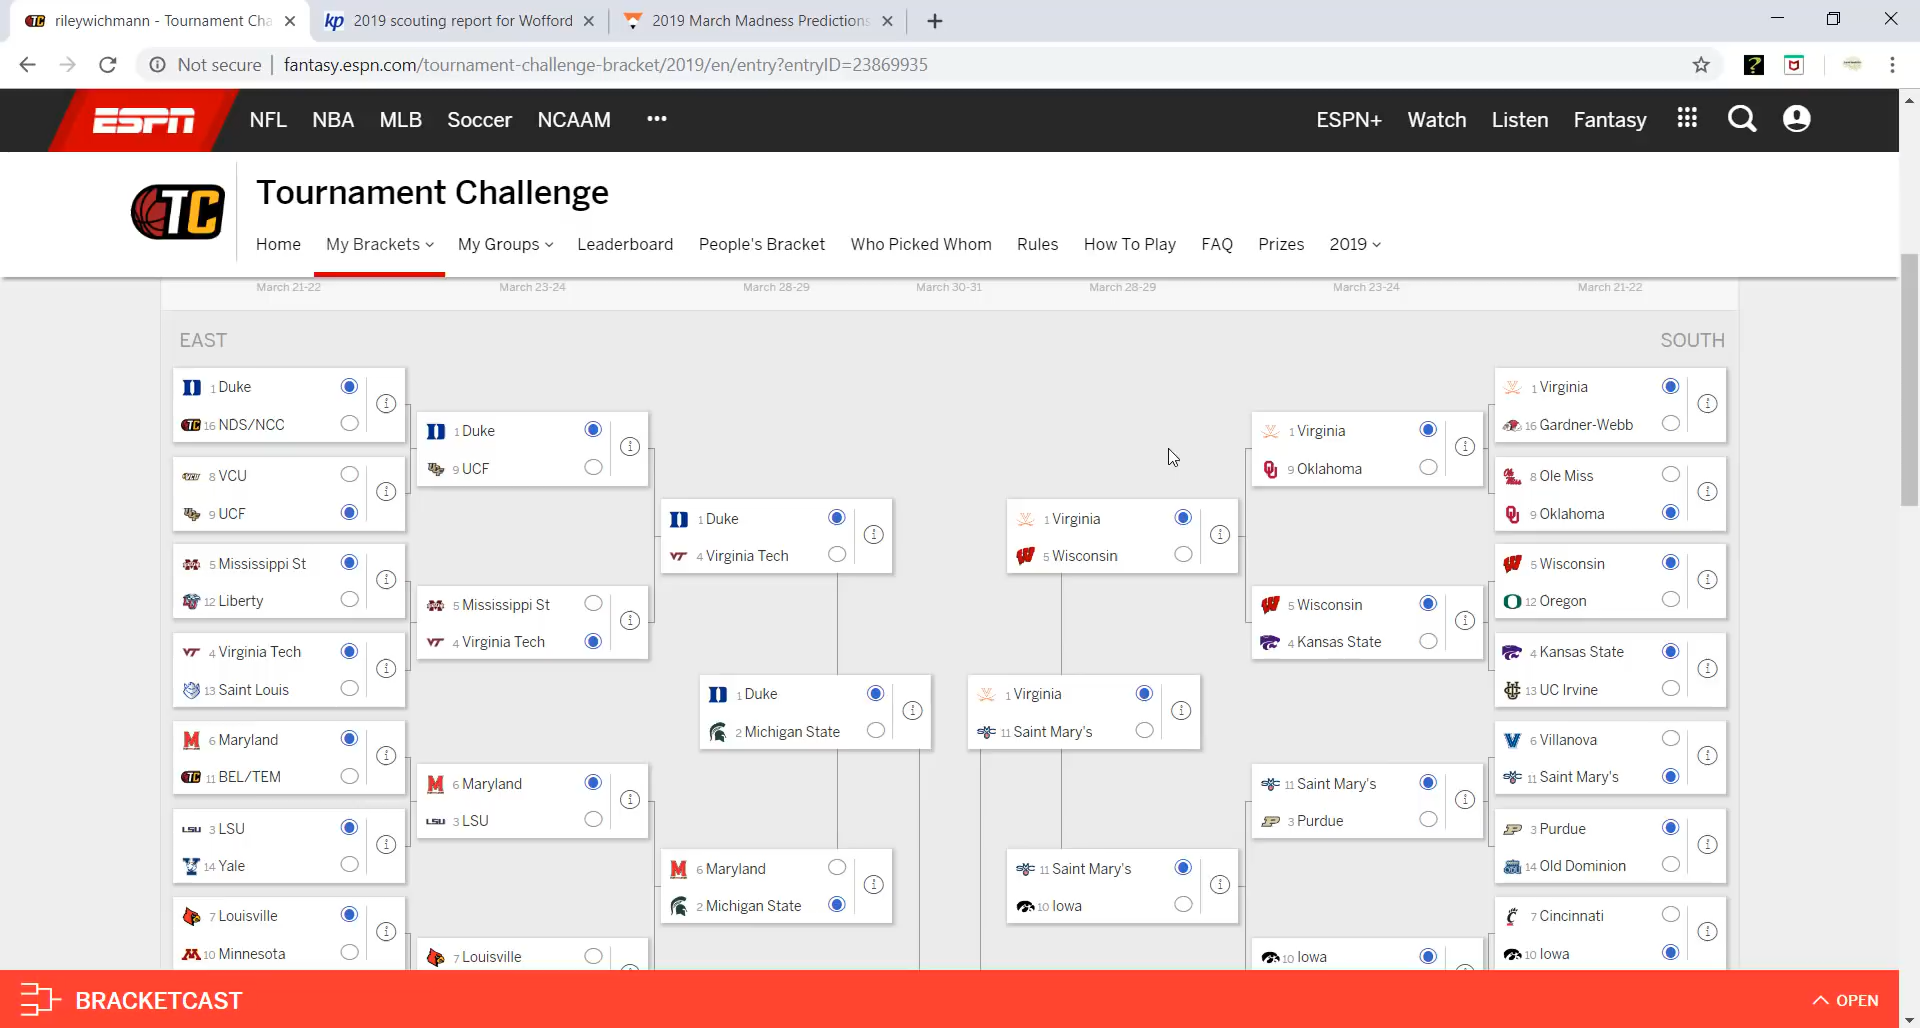 rileywichmann - Tournament Cha
kp 2019 scouting report for Wofford
2019 March Madness Predictions
Not secure | fantasy.espn.com/tournament-challenge-bracket/2019/en/entry?entryID=23869935
ESPN NFL NBA MLB Soccer NCAAM ••• ESPN+ Watch Listen Fantasy
TC
Tournament Challenge
Home My Brackets My Groups Leaderboard People's Bracket Who Picked Whom Rules How To Play FAQ Prizes 2019
March 21-22 March 23-24 March 28-29 March 30-31 March 28-29 March 23-24 March 21-22
EAST
1 Duke
16 NDS/NCC
8 VCU
9 UCF
5 Mississippi St
12 Liberty
4 Virginia Tech
13 Saint Louis
6 Maryland
11 BEL/TEM
3 LSU
14 Yale
7 Louisville
10 Minnesota
1 Duke
9 UCF
5 Mississippi St
4 Virginia Tech
6 Maryland
3 LSU
7 Louisville
1 Duke
4 Virginia Tech
6 Maryland
2 Michigan State
1 Duke
2 Michigan State
1 Virginia
11 Saint Mary's
1 Virginia
5 Wisconsin
11 Saint Mary's
10 Iowa
1 Virginia
9 Oklahoma
5 Wisconsin
4 Kansas State
11 Saint Mary's
3 Purdue
10 Iowa
SOUTH
1 Virginia
16 Gardner-Webb
8 Ole Miss
9 Oklahoma
5 Wisconsin
12 Oregon
4 Kansas State
13 UC Irvine
6 Villanova
11 Saint Mary's
3 Purdue
14 Old Dominion
7 Cincinnati
10 Iowa
BRACKETCAST
OPEN